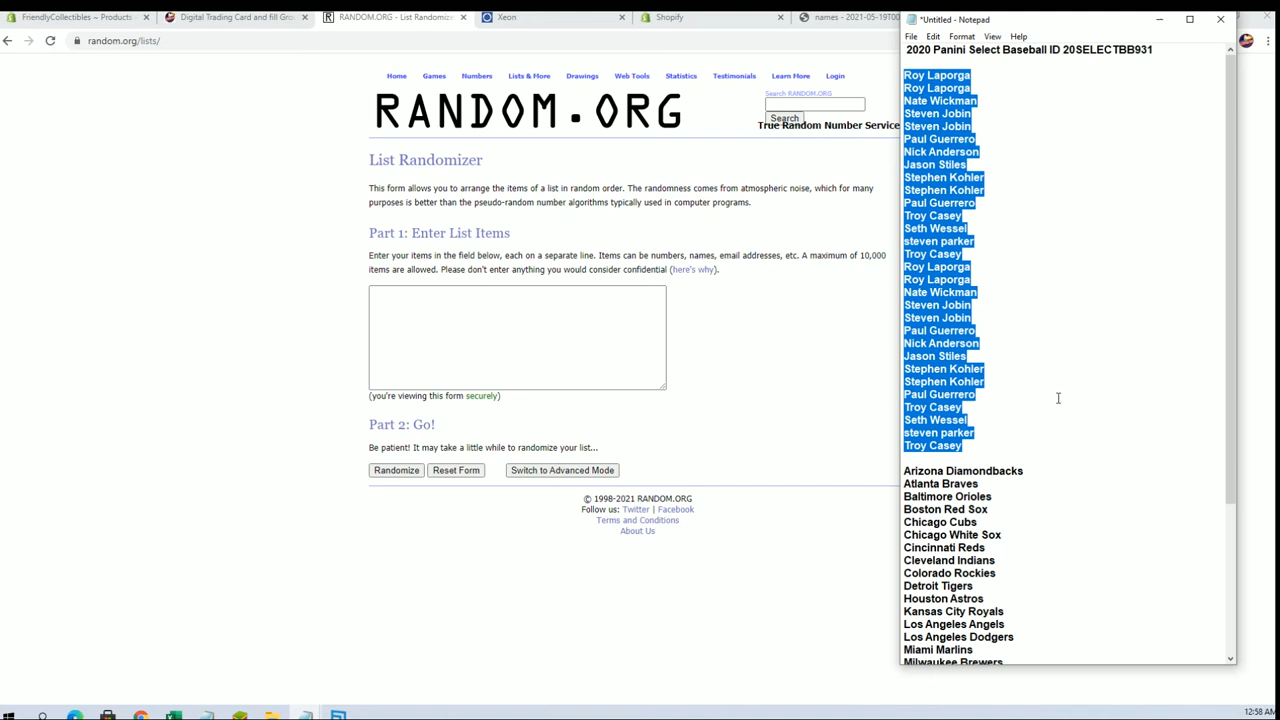 FriendlyCollectibles ~ Products -
Digital Trading Card and fill Gro
RANDOM.ORG - List Randomizer
Xeon
Shopify
names - 2021-05-19T00
random.org/lists/
Home Games Numbers Lists & More Drawings Web Tools Statistics Testimonials Learn More Login
RANDOM.ORG
Search RANDOM.ORG
Search
True Random Number Service
List Randomizer
This form allows you to arrange the items of a list in random order. The randomness comes from atmospheric noise, which for many
purposes is better than the pseudo-random number algorithms typically used in computer programs.
Part 1: Enter List Items
Enter your items in the field below, each on a separate line. Items can be numbers, names, email addresses, etc. A maximum of 10,000
items are allowed. Please don't enter anything you would consider confidential (here's why).
(you're viewing this form securely)
Part 2: Go!
Be patient! It may take a little while to randomize your list...
Randomize Reset Form Switch to Advanced Mode
© 1998-2021 RANDOM.ORG
Follow us: Twitter | Facebook
Terms and Conditions
About Us
*Untitled - Notepad
File Edit Format View Help
2020 Panini Select Baseball ID 20SELECTBB931
Roy Laporga
Roy Laporga
Nate Wickman
Steven Jobin
Steven Jobin
Paul Guerrero
Nick Anderson
Jason Stiles
Stephen Kohler
Stephen Kohler
Paul Guerrero
Troy Casey
Seth Wessel
steven parker
Troy Casey
Roy Laporga
Roy Laporga
Nate Wickman
Steven Jobin
Steven Jobin
Paul Guerrero
Nick Anderson
Jason Stiles
Stephen Kohler
Stephen Kohler
Paul Guerrero
Troy Casey
Seth Wessel
steven parker
Troy Casey
Arizona Diamondbacks
Atlanta Braves
Baltimore Orioles
Boston Red Sox
Chicago Cubs
Chicago White Sox
Cincinnati Reds
Cleveland Indians
Colorado Rockies
Detroit Tigers
Houston Astros
Kansas City Royals
Los Angeles Angels
Los Angeles Dodgers
Miami Marlins
Milwaukee Brewers
12:58 AM